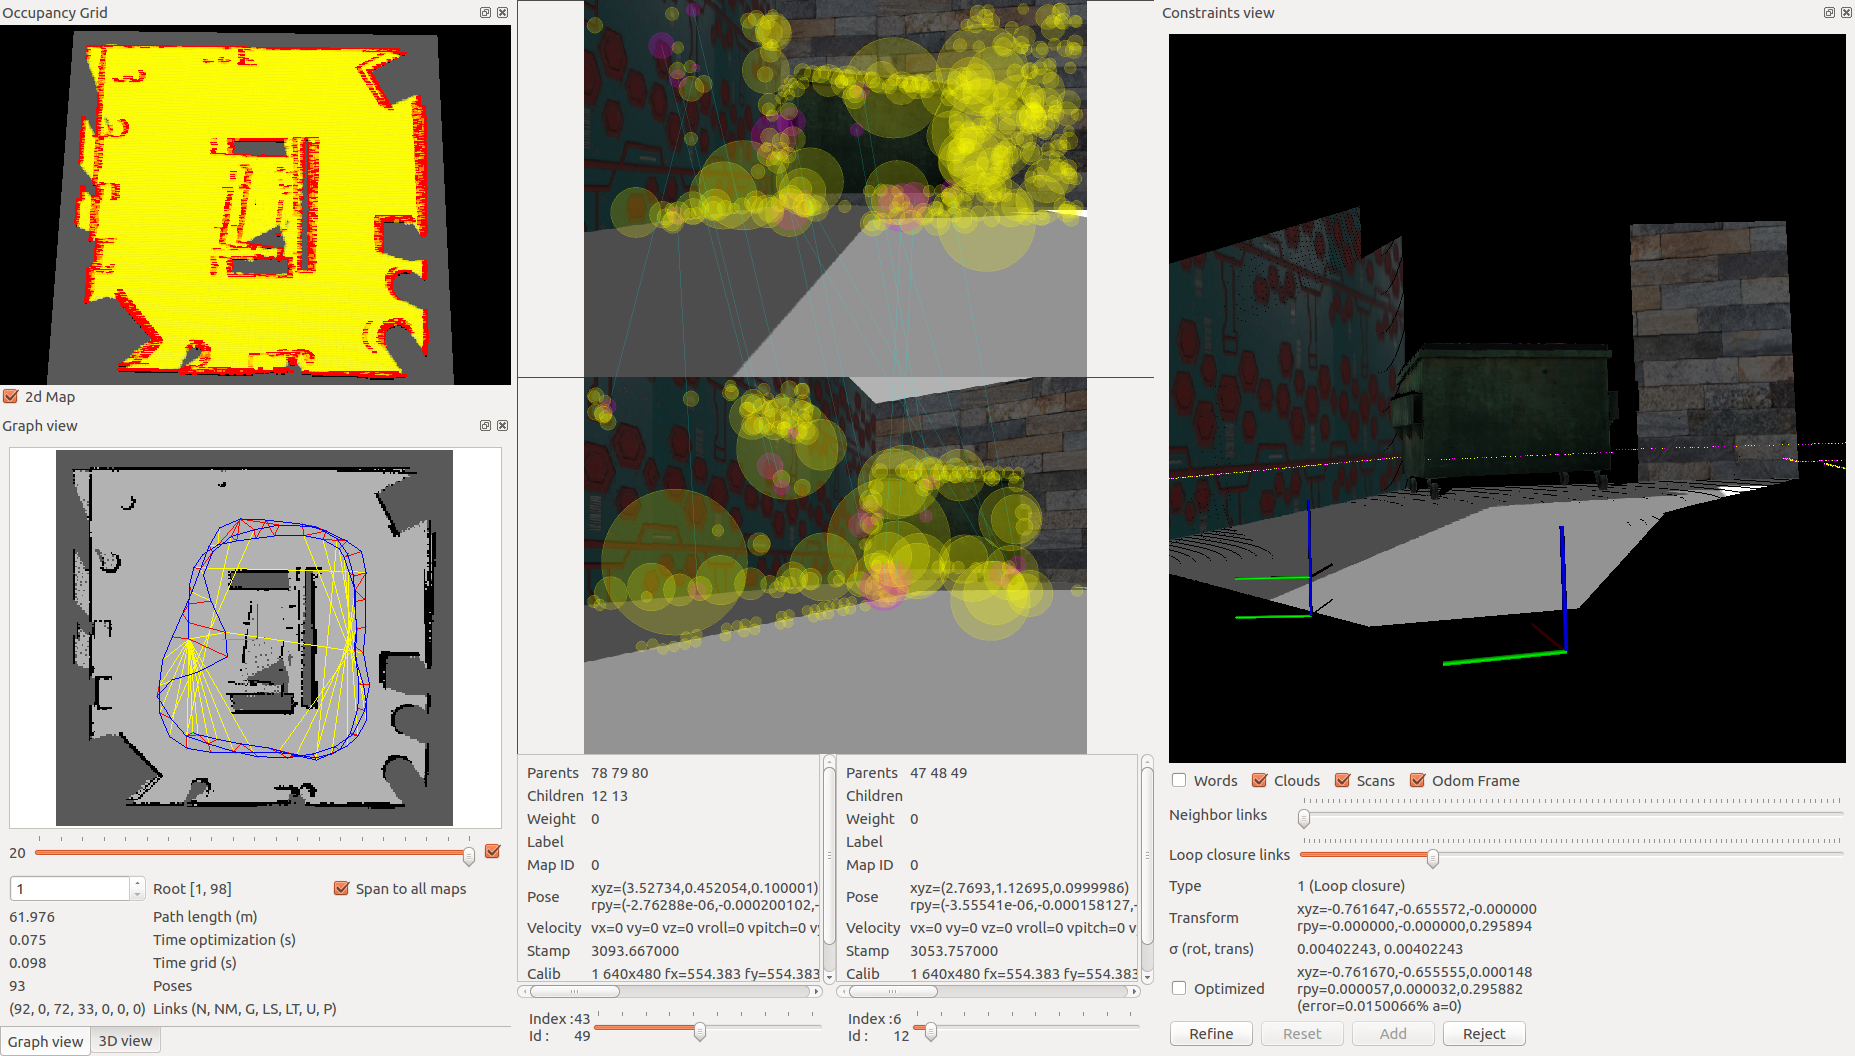 Occupancy Grid
2d Map
Graph view
20
1
Root [1, 98]
Span to all maps
61.976
Path length (m)
0.075
Time optimization (s)
0.098
Time grid (s)
93
Poses
(92, 0, 72, 33, 0, 0, 0)
Links (N, NM, G, LS, LT, U, P)
Graph view
3D view
Parents 78 79 80
Children 12 13
Weight 0
Label
Map ID 0
Pose xyz=(3.52734,0.452054,0.100001)
rpy=(-2.76288e-06,-0.000200102,-
Velocity vx=0 vy=0 vz=0 vroll=0 vpitch=0 vy
Stamp 3093.667000
Calib 1 640x480 fx=554.383 fy=554.383
Index :43
Id : 49
Parents 47 48 49
Children
Weight 0
Label
Map ID 0
Pose xyz=(2.7693,1.12695,0.0999986)
rpy=(-3.55541e-06,-0.000158127,-
Velocity vx=0 vy=0 vz=0 vroll=0 vpitch=0 v
Stamp 3053.757000
Calib 1 640x480 fx=554.383 fy=554.383
Index :6
Id : 12
Constraints view
Words
Clouds
Scans
Odom Frame
Neighbor links
Loop closure links
Type 1 (Loop closure)
Transform xyz=-0.761647,-0.655572,-0.000000
rpy=-0.000000,-0.000000,0.295894
σ (rot, trans) 0.00402243, 0.00402243
Optimized xyz=-0.761670,-0.655555,0.000148
rpy=0.000057,0.000032,0.295882
(error=0.0150066% a=0)
Refine
Reset
Add
Reject